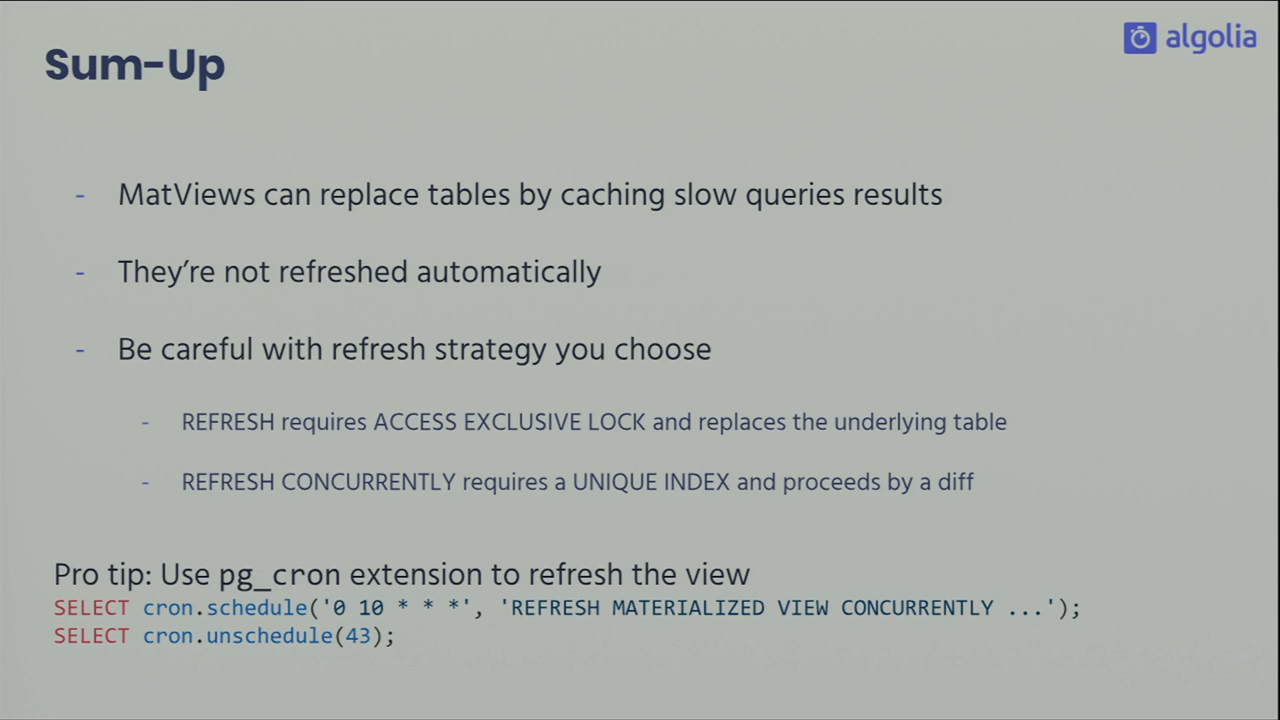 Sum-Up
algolia
- MatViews can replace tables by caching slow queries results
- They're not refreshed automatically
- Be careful with refresh strategy you choose
- REFRESH requires ACCESS EXCLUSIVE LOCK and replaces the underlying table
- REFRESH CONCURRENTLY requires a UNIQUE INDEX and proceeds by a diff
Pro tip: Use pg_cron extension to refresh the view
SELECT cron.schedule('0 10 * * *', 'REFRESH MATERIALIZED VIEW CONCURRENTLY ...');
SELECT cron.unschedule(43);